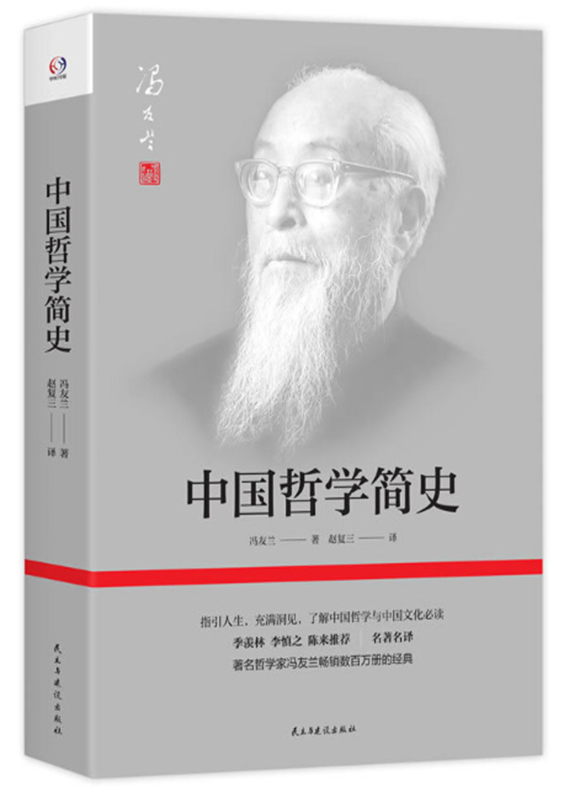 冯友兰
中国哲学简史
冯友兰——著 赵复三——译
指引人生，充满洞见，了解中国哲学与中国文化必读
季羡林 李慎之 陈来推荐 名著名译
著名哲学家冯友兰畅销数百万册的经典
民主与建设出版社
中国哲学简史
冯友兰——著
赵复三——译
民主与建设出版社